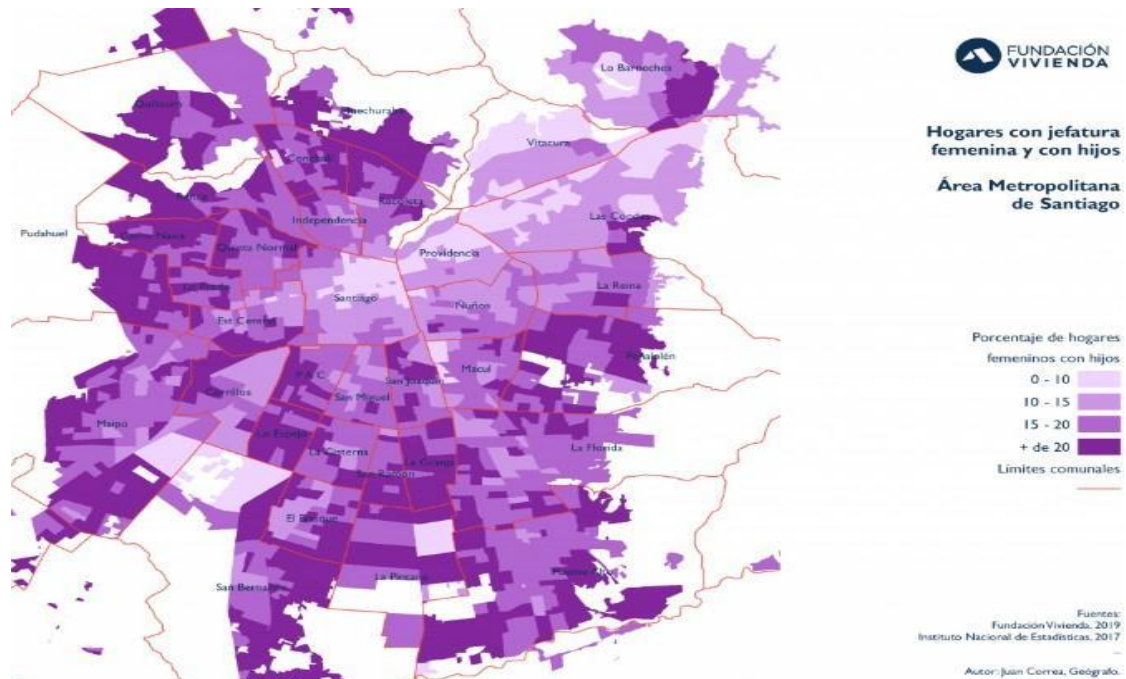 FUNDACIÓN
VIVIENDA
Hogares con jefatura
femenina y con hijos
Área Metropolitana
de Santiago
Lo Barnechea
Quilicura
Huechuraba
Vitacura
Conchalí
Renca
Recoleta
Independencia
Las Condes
Pudahuel
Cerro Navia
Quinta Normal
Providencia
Lo Prado
Santiago
Ñuñoa
La Reina
Est Central
Peñalolén
Macul
P A C
San Joaquín
Cerrillos
San Miguel
Maipú
Lo Espejo
La Cisterna
La Florida
La Granja
San Ramón
El Bosque
La Pintana
Puente Alto
San Bernardo
Porcentaje de hogares
femeninos con hijos
0 - 10
10 - 15
15 - 20
+ de 20
Límites comunales
Fuentes:
Fundación Vivienda, 2019
Instituto Nacional de Estadísticas, 2017
Autor: Juan Correa, Geógrafo.